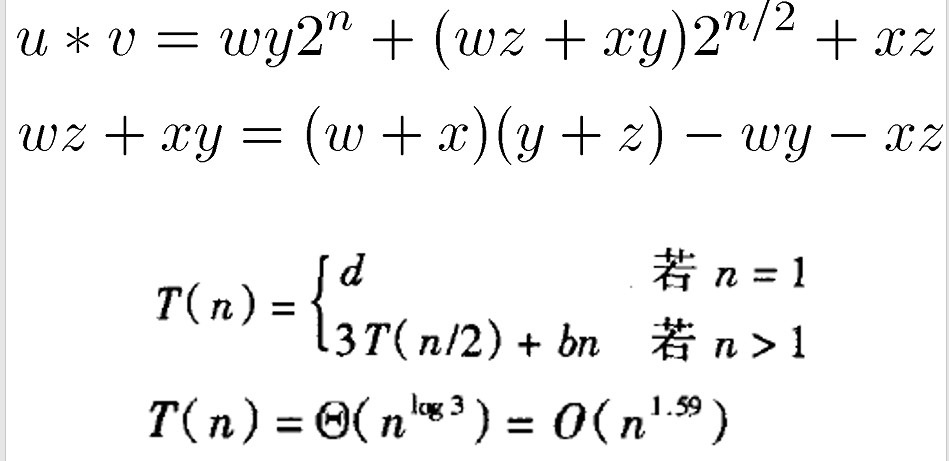 u * v = wy2^n + (wz + xy)2^{n/2} + xz
wz + xy = (w + x)(y + z) − wy − xz
T(n) = { d 若 n = 1
3T(n/2) + bn 若 n > 1
T(n) = Θ(n^{log 3}) = O(n^{1.59})